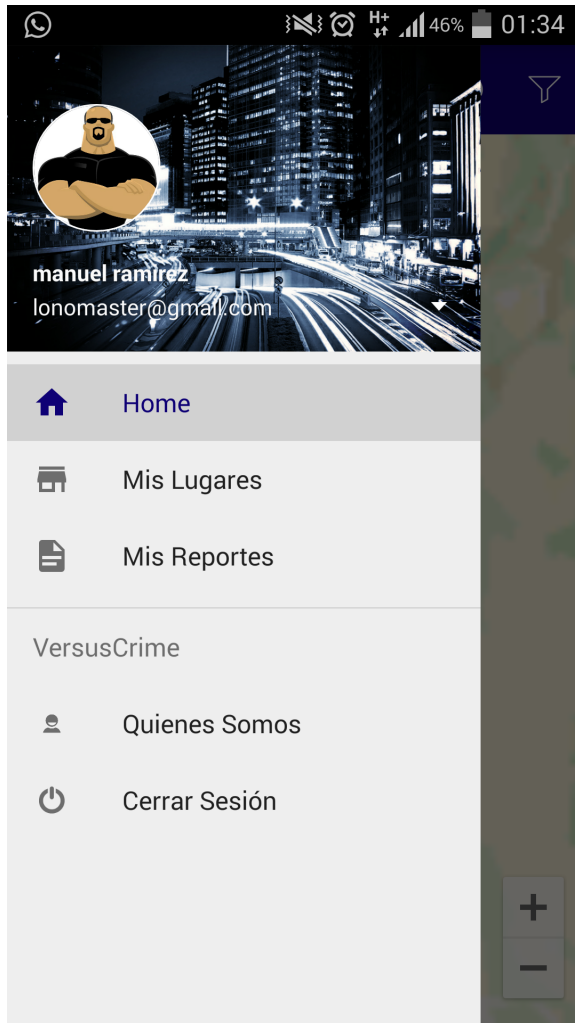 H+
46%
01:34
manuel ramirez
lonomaster@gmail.com
Home
Mis Lugares
Mis Reportes
VersusCrime
Quienes Somos
Cerrar Sesión
+
−